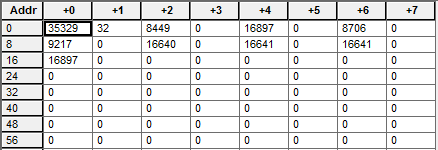 Addr +0 +1 +2 +3 +4 +5 +6 +7
0 35329 32 8449 0 16897 0 8706 0
8 9217 0 16640 0 16641 0 16641 0
16 16897 0 0 0 0 0 0 0
24 0 0 0 0 0 0 0 0
32 0 0 0 0 0 0 0 0
40 0 0 0 0 0 0 0 0
48 0 0 0 0 0 0 0 0
56 0 0 0 0 0 0 0 0